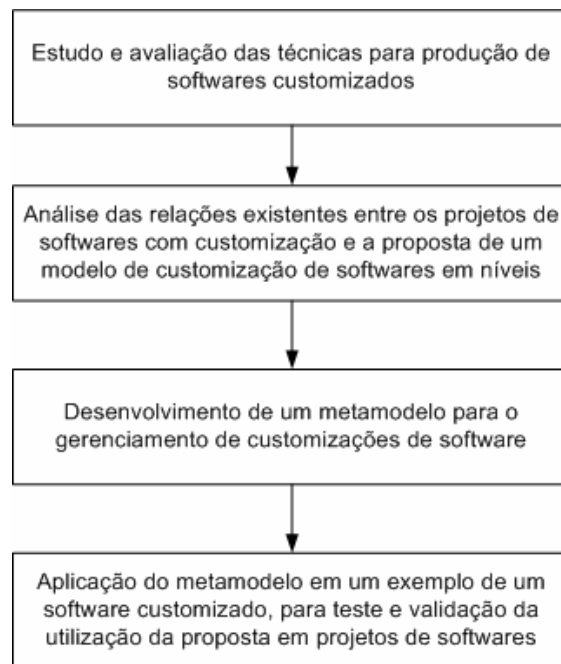 Estudo e avaliação das técnicas para produção de
softwares customizados
Análise das relações existentes entre os projetos de
softwares com customização e a proposta de um
modelo de customização de softwares em níveis
Desenvolvimento de um metamodelo para o
gerenciamento de customizações de software
Aplicação do metamodelo em um exemplo de um
software customizado, para teste e validação da
utilização da proposta em projetos de softwares